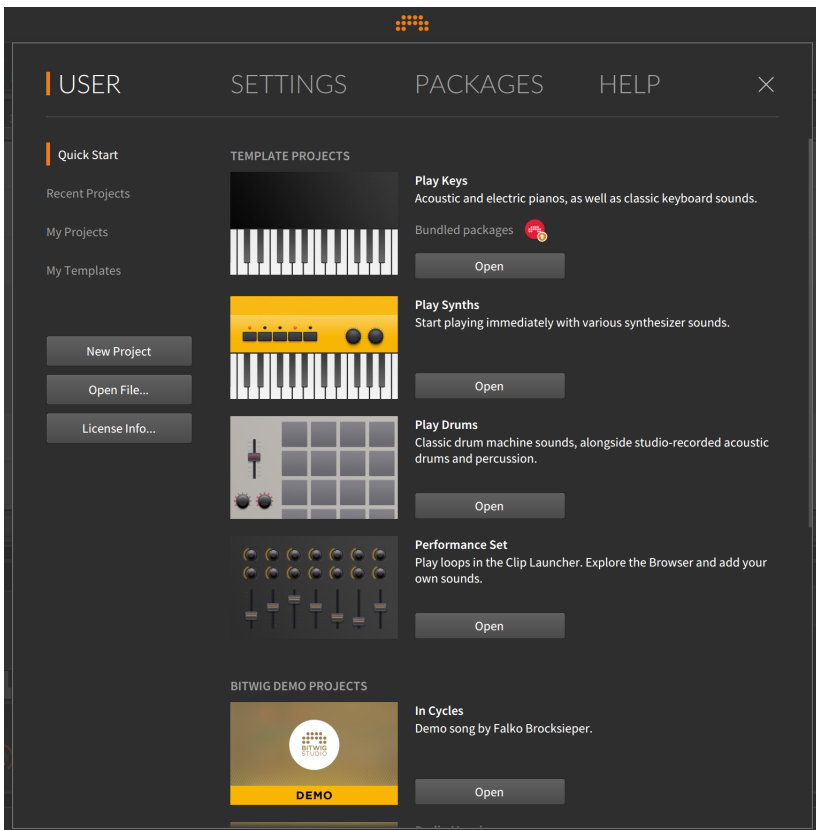 USER
SETTINGS
PACKAGES
HELP
Quick Start
Recent Projects
My Projects
My Templates
New Project
Open File...
License Info...
TEMPLATE PROJECTS
Play Keys
Acoustic and electric pianos, as well as classic keyboard sounds.
Bundled packages
Open
Play Synths
Start playing immediately with various synthesizer sounds.
Open
Play Drums
Classic drum machine sounds, alongside studio-recorded acoustic
drums and percussion.
Open
Performance Set
Play loops in the Clip Launcher. Explore the Browser and add your
own sounds.
Open
BITWIG DEMO PROJECTS
BITWIG
STUDIO
DEMO
In Cycles
Demo song by Falko Brocksieper.
Open